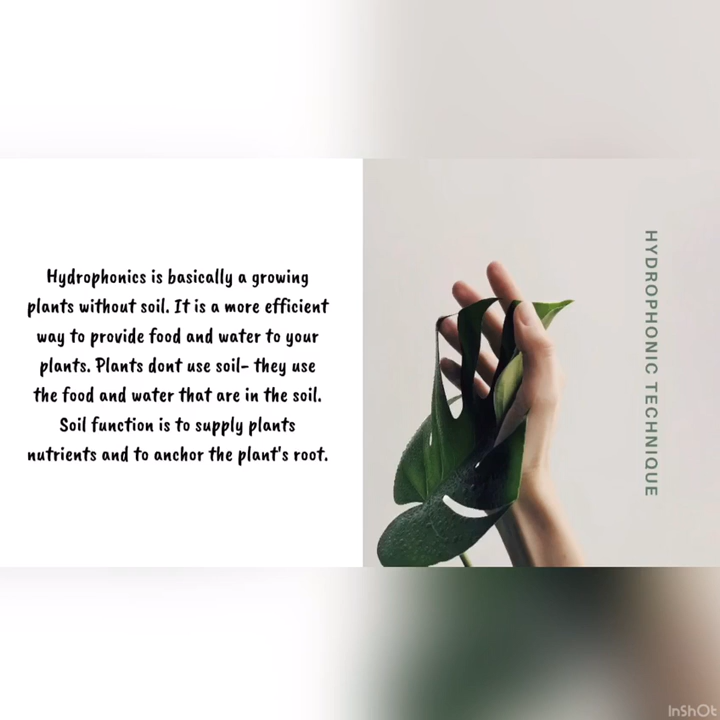 Hydrophonics is basically a growing
plants without soil. It is a more efficient
way to provide food and water to your
plants. Plants dont use soil- they use
the food and water that are in the soil.
Soil function is to supply plants
nutrients and to anchor the plant's root.
HYDROPHONIC TECHNIQUE
InShOt